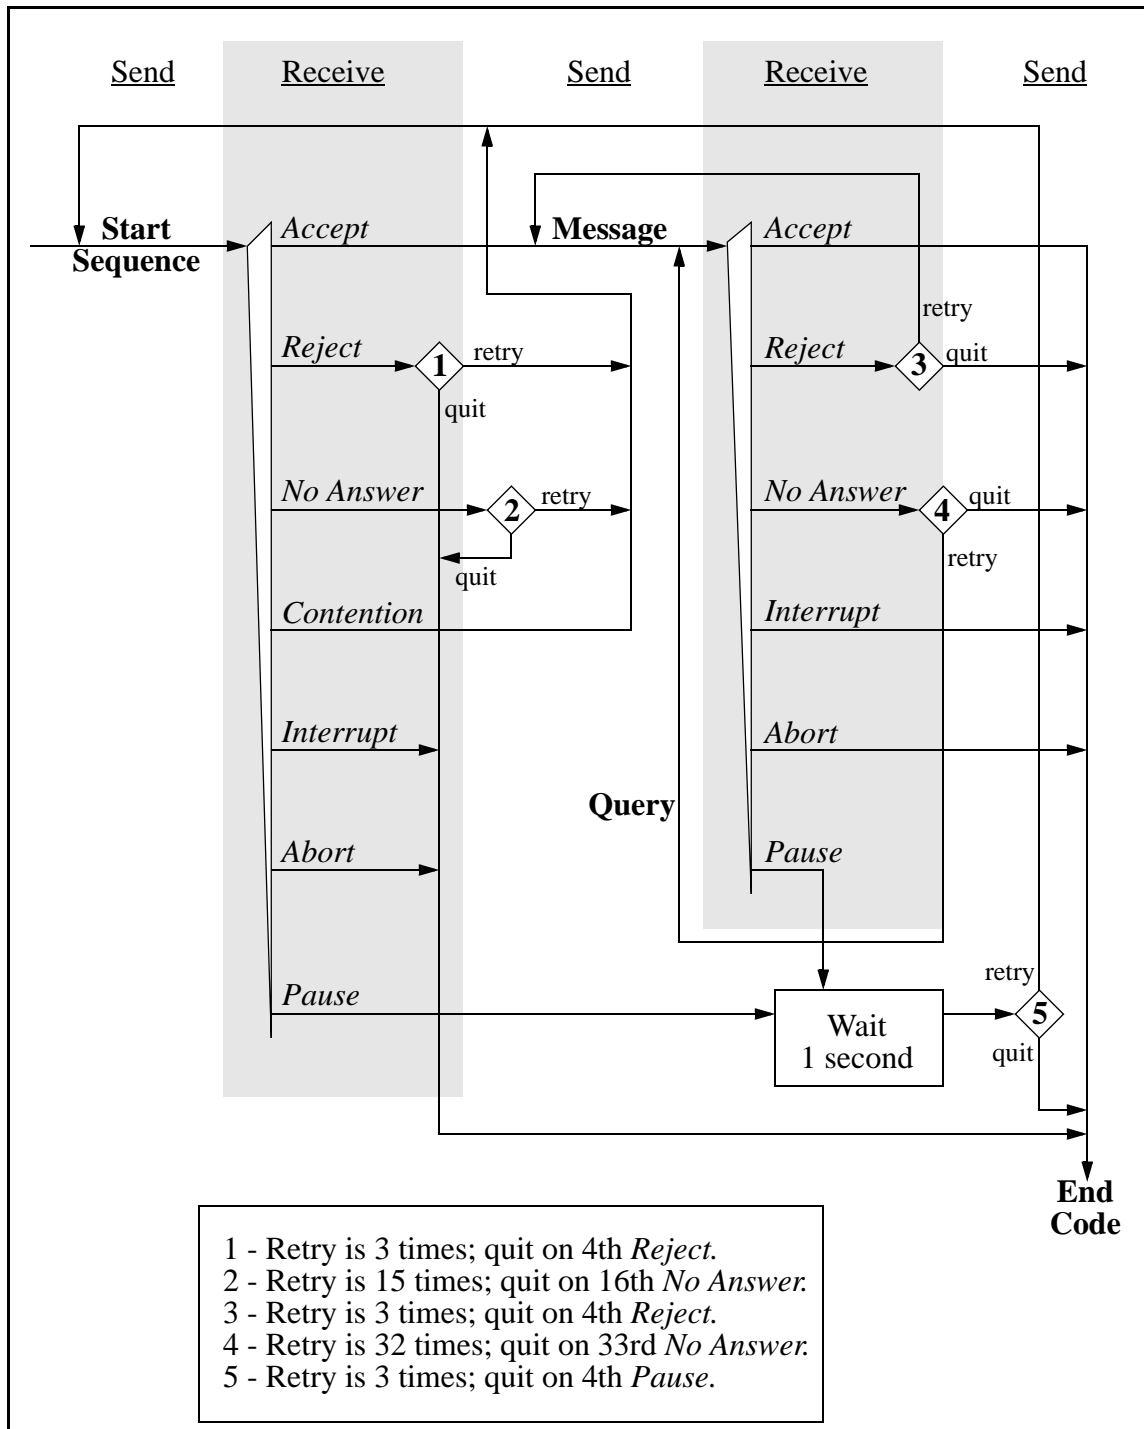 Send Receive Send Receive Send
Start
Sequence
Accept
Message
Accept
retry
Reject
1
retry
quit
Reject
3
quit
No Answer
2
retry
quit
No Answer
4
quit
retry
Contention
Interrupt
Interrupt
Abort
Query
Abort
Pause
Pause
Wait
1 second
retry
5
quit
End
Code
1 - Retry is 3 times; quit on 4th Reject.
2 - Retry is 15 times; quit on 16th No Answer.
3 - Retry is 3 times; quit on 4th Reject.
4 - Retry is 32 times; quit on 33rd No Answer.
5 - Retry is 3 times; quit on 4th Pause.